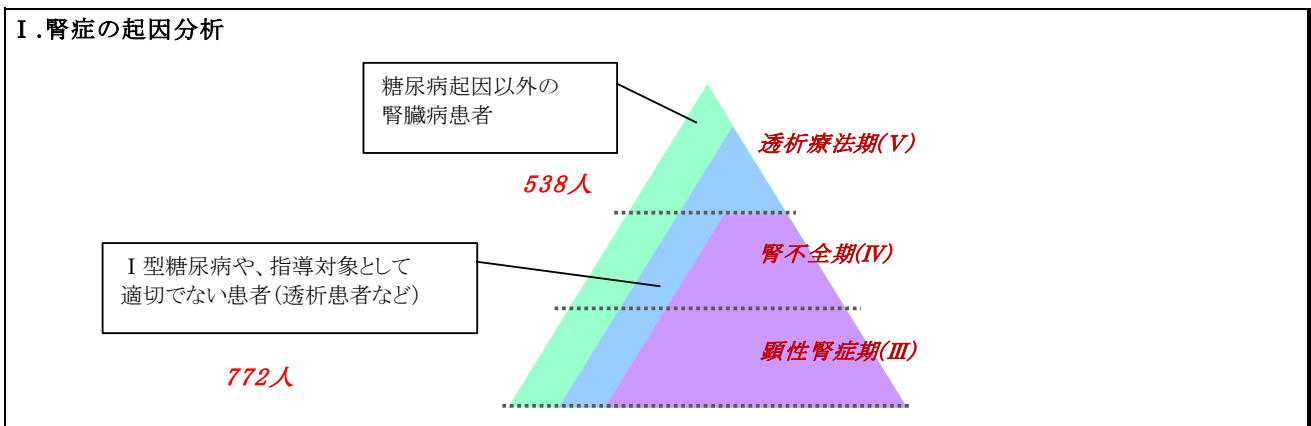 Ⅰ.腎症の起因分析
糖尿病起因以外の
腎臓病患者
透析療法期(Ⅴ)
538人
腎不全期(Ⅳ)
Ⅰ型糖尿病や、指導対象として
適切でない患者(透析患者など)
顕性腎症期(Ⅲ)
772人